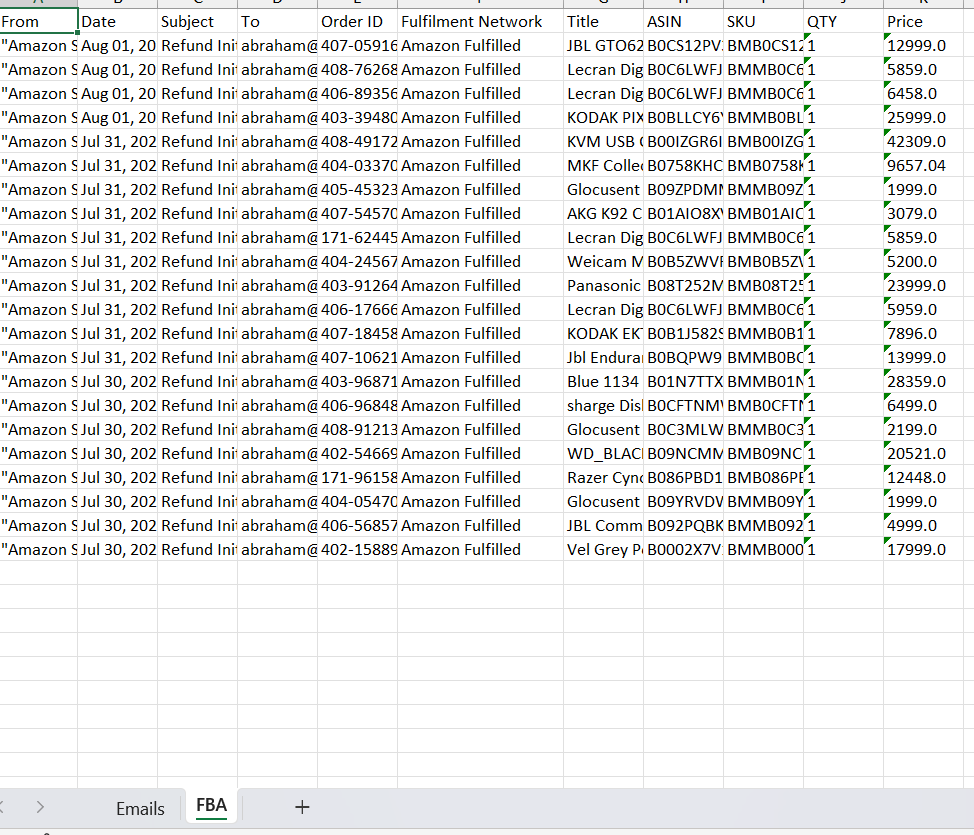 From Date Subject To Order ID Fulfilment Network Title ASIN SKU QTY Price
"Amazon S Aug 01, 20 Refund Init abraham@ 407-05916 Amazon Fulfilled JBL GTO62 B0CS12PV BMB0CS12 1 12999.0
"Amazon S Aug 01, 20 Refund Init abraham@ 408-76268 Amazon Fulfilled Lecran Dig B0C6LWFJ BMMB0C6 1 5859.0
"Amazon S Aug 01, 20 Refund Init abraham@ 406-89356 Amazon Fulfilled Lecran Dig B0C6LWFJ BMMB0C6 1 6458.0
"Amazon S Aug 01, 20 Refund Init abraham@ 403-39480 Amazon Fulfilled KODAK PIX B0BLLCY6 BMMB0BL 1 25999.0
"Amazon S Jul 31, 202 Refund Init abraham@ 408-49172 Amazon Fulfilled KVM USB B00IZGR6I BMB00IZG 1 42309.0
"Amazon S Jul 31, 202 Refund Init abraham@ 404-03370 Amazon Fulfilled MKF Colle B0758KHC BMB0758K 1 9657.04
"Amazon S Jul 31, 202 Refund Init abraham@ 405-45323 Amazon Fulfilled Glocusent B09ZPDM BMMB09Z 1 1999.0
"Amazon S Jul 31, 202 Refund Init abraham@ 407-54570 Amazon Fulfilled AKG K92 C B01AIO8X BMB01AIO 1 3079.0
"Amazon S Jul 31, 202 Refund Init abraham@ 171-62445 Amazon Fulfilled Lecran Dig B0C6LWFJ BMMB0C6 1 5859.0
"Amazon S Jul 31, 202 Refund Init abraham@ 404-24567 Amazon Fulfilled Weicam M B0B5ZWVF BMB0B5Z 1 5200.0
"Amazon S Jul 31, 202 Refund Init abraham@ 403-91264 Amazon Fulfilled Panasonic B08T252M BMB08T25 1 23999.0
"Amazon S Jul 31, 202 Refund Init abraham@ 406-17666 Amazon Fulfilled Lecran Dig B0C6LWFJ BMMB0C6 1 5959.0
"Amazon S Jul 31, 202 Refund Init abraham@ 407-18458 Amazon Fulfilled KODAK EK B0B1J582S BMMB0B1 1 7896.0
"Amazon S Jul 31, 202 Refund Init abraham@ 407-10621 Amazon Fulfilled Jbl Endura B0BQPW9 BMMB0BQ 1 13999.0
"Amazon S Jul 30, 202 Refund Init abraham@ 403-96871 Amazon Fulfilled Blue 1134 B01N7TTX BMMB01N 1 28359.0
"Amazon S Jul 30, 202 Refund Init abraham@ 406-96848 Amazon Fulfilled sharge Dis B0CFTNM BMB0CFTN 1 6499.0
"Amazon S Jul 30, 202 Refund Init abraham@ 408-91213 Amazon Fulfilled Glocusent B0C3MLW BMMB0C3 1 2199.0
"Amazon S Jul 30, 202 Refund Init abraham@ 402-54669 Amazon Fulfilled WD_BLAC B09NCMM BMB09NC 1 20521.0
"Amazon S Jul 30, 202 Refund Init abraham@ 171-96158 Amazon Fulfilled Razer Cyno B086PBD1 BMB086PB 1 12448.0
"Amazon S Jul 30, 202 Refund Init abraham@ 404-05470 Amazon Fulfilled Glocusent B09YRVDV BMMB09Y 1 1999.0
"Amazon S Jul 30, 202 Refund Init abraham@ 406-56857 Amazon Fulfilled JBL Comm B092PQBK BMMB092 1 4999.0
"Amazon S Jul 30, 202 Refund Init abraham@ 402-15889 Amazon Fulfilled Vel Grey P B0002X7V BMMB000 1 17999.0
Emails FBA